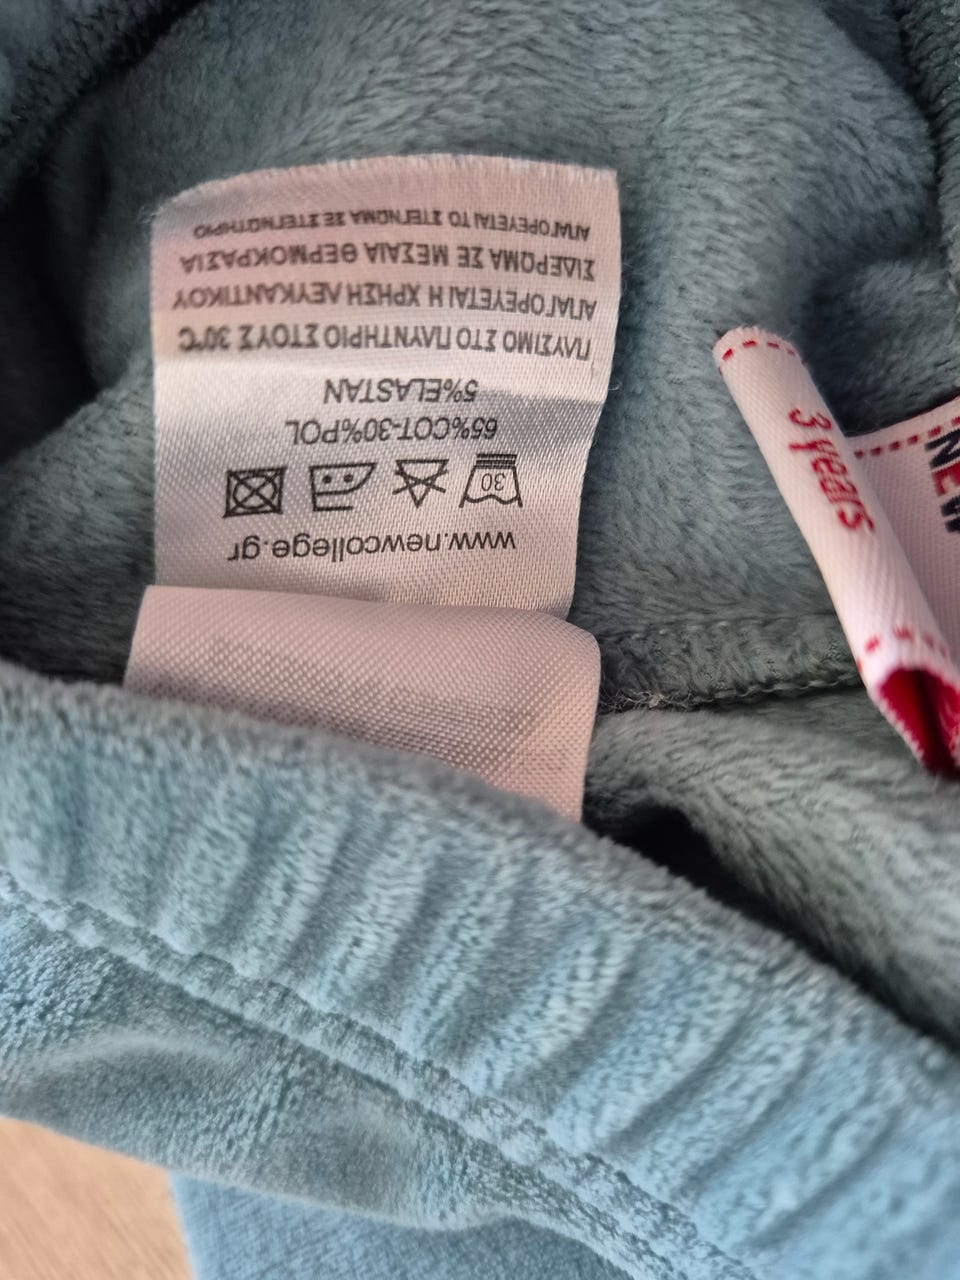 www.newcollege.gr
30
65%COT-30%POL
5%ELASTAN
ΠΛΥΣΙΜΟ ΣΤΟ ΠΛΥΝΤΗΡΙΟ ΣΤΟΥΣ 30°C
ΑΠΑΓΟΡΕΥΕΤΑΙ Η ΧΡΗΣΗ ΛΕΥΚΑΝΤΙΚΟΥ
ΣΙΔΕΡΩΜΑ ΣΕ ΜΕΣΑΙΑ ΘΕΡΜΟΚΡΑΣΙΑ
ΑΠΑΓΟΡΕΥΕΤΑΙ ΤΟ ΣΤΕΓΝΩΜΑ ΣΕ ΣΤΕΓΝΩΤΗΡΙΟ
3 years
NEW